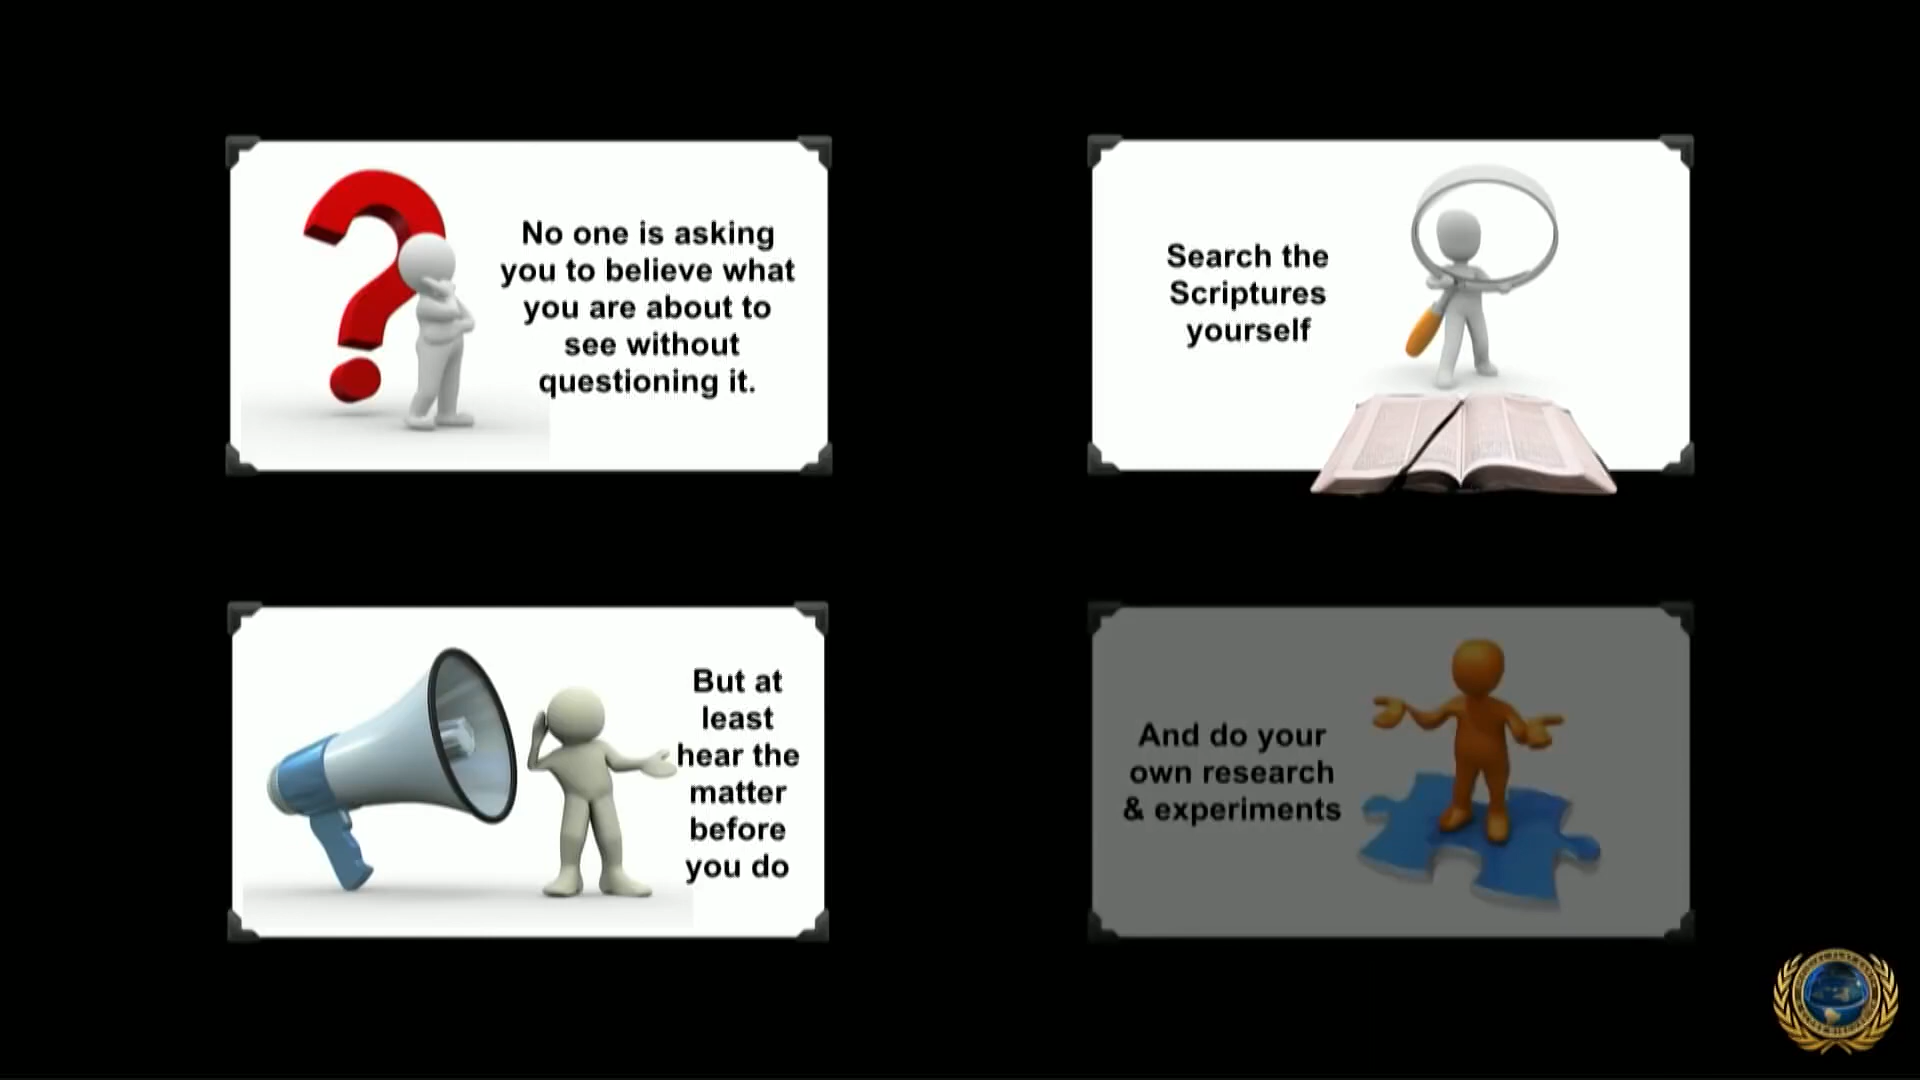 No one is asking
you to believe what
you are about to
see without
questioning it.
Search the
Scriptures
yourself
But at
least
hear the
matter
before
you do
And do your
own research
& experiments